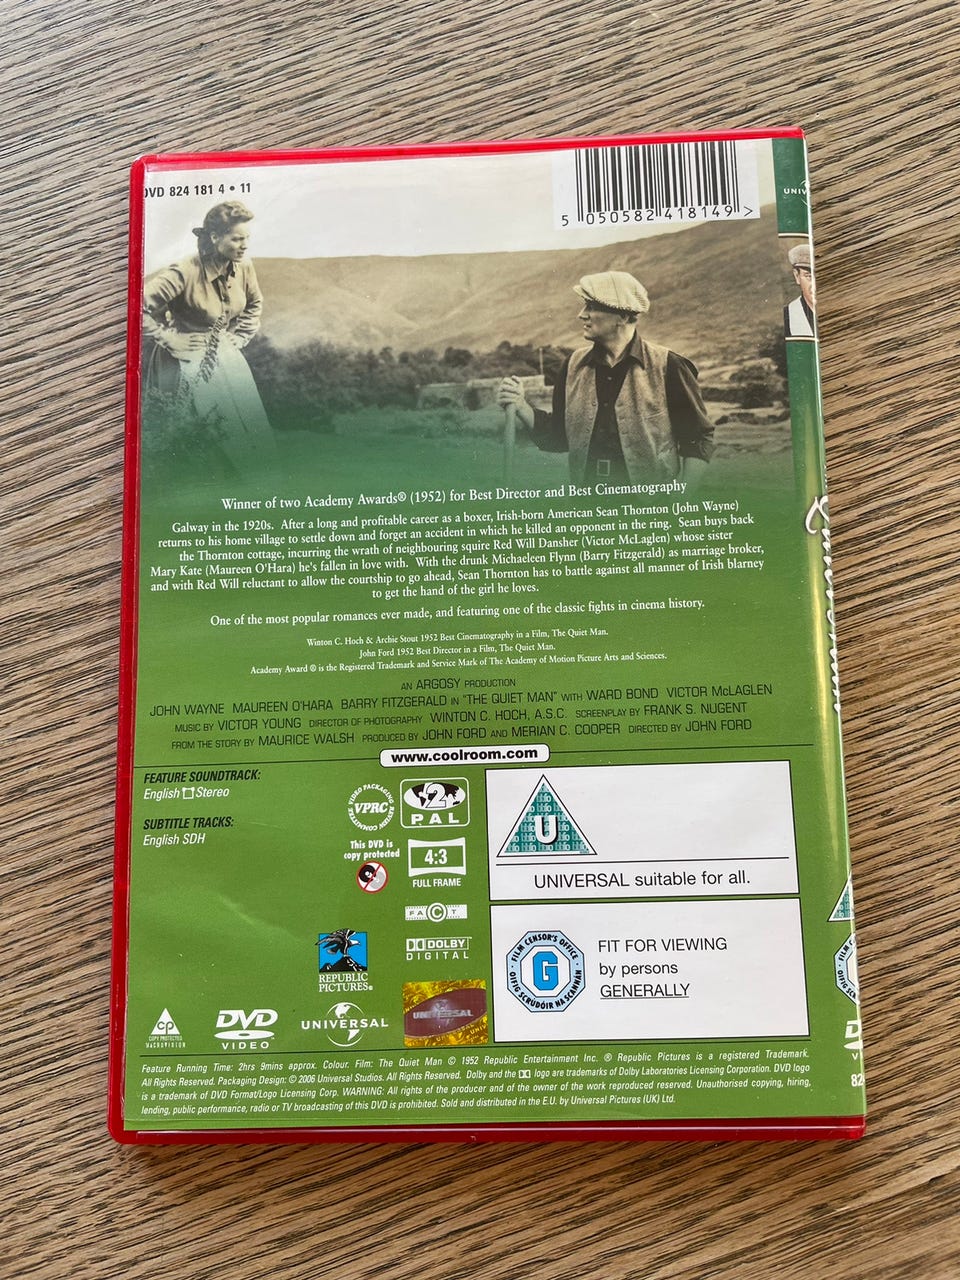 DVD 824 181 4 • 11
5 050582 418149 >
UNIV
Winner of two Academy Awards® (1952) for Best Director and Best Cinematography
Galway in the 1920s. After a long and profitable career as a boxer, Irish-born American Sean Thornton (John Wayne)
returns to his home village to settle down and forget an accident in which he killed an opponent in the ring. Sean buys back
the Thornton cottage, incurring the wrath of neighbouring squire Red Will Dansher (Victor McLaglen) whose sister
Mary Kate (Maureen O'Hara) he's fallen in love with. With the drunk Michaeleen Flynn (Barry Fitzgerald) as marriage broker,
and with Red Will reluctant to allow the courtship to go ahead, Sean Thornton has to battle against all manner of Irish blarney
to get the hand of the girl he loves.
One of the most popular romances ever made, and featuring one of the classic fights in cinema history.
Winton C. Hoch & Archie Stout 1952 Best Cinematography in a Film, The Quiet Man.
John Ford 1952 Best Director in a Film, The Quiet Man.
Academy Award ® is the Registered Trademark and Service Mark of The Academy of Motion Picture Arts and Sciences.
AN ARGOSY PRODUCTION
JOHN WAYNE MAUREEN O'HARA BARRY FITZGERALD IN "THE QUIET MAN" WITH WARD BOND VICTOR McLAGLEN
MUSIC BY VICTOR YOUNG DIRECTOR OF PHOTOGRAPHY WINTON C. HOCH, A.S.C. SCREENPLAY BY FRANK S. NUGENT
FROM THE STORY BY MAURICE WALSH PRODUCED BY JOHN FORD AND MERIAN C. COOPER DIRECTED BY JOHN FORD
www.coolroom.com
FEATURE SOUNDTRACK:
English Stereo
SUBTITLE TRACKS:
English SDH
VIDEO PACKAGING REVIEW COMMITTEE
VPRC
2
PAL
This DVD is
copy protected
4:3
FULL FRAME
FACT
DOLBY
DIGITAL
REPUBLIC
PICTURES®
CP
COPY PROTECTED
MACROVISION
DVD
VIDEO
UNIVERSAL
UNIVERSAL
U
UNIVERSAL suitable for all.
FILM CENSOR'S OFFICE
G
OIFIG SCRÚDÓIR NA SCANNÁN
FIT FOR VIEWING
by persons
GENERALLY
Feature Running Time: 2hrs 9mins approx. Colour. Film: The Quiet Man © 1952 Republic Entertainment Inc. ® Republic Pictures is a registered Trademark.
All Rights Reserved. Packaging Design: © 2006 Universal Studios. All Rights Reserved. Dolby and the DD logo are trademarks of Dolby Laboratories Licensing Corporation. DVD logo
is a trademark of DVD Format/Logo Licensing Corp. WARNING: All rights of the producer and of the owner of the work reproduced reserved. Unauthorised copying, hiring,
lending, public performance, radio or TV broadcasting of this DVD is prohibited. Sold and distributed in the E.U. by Universal Pictures (UK) Ltd.